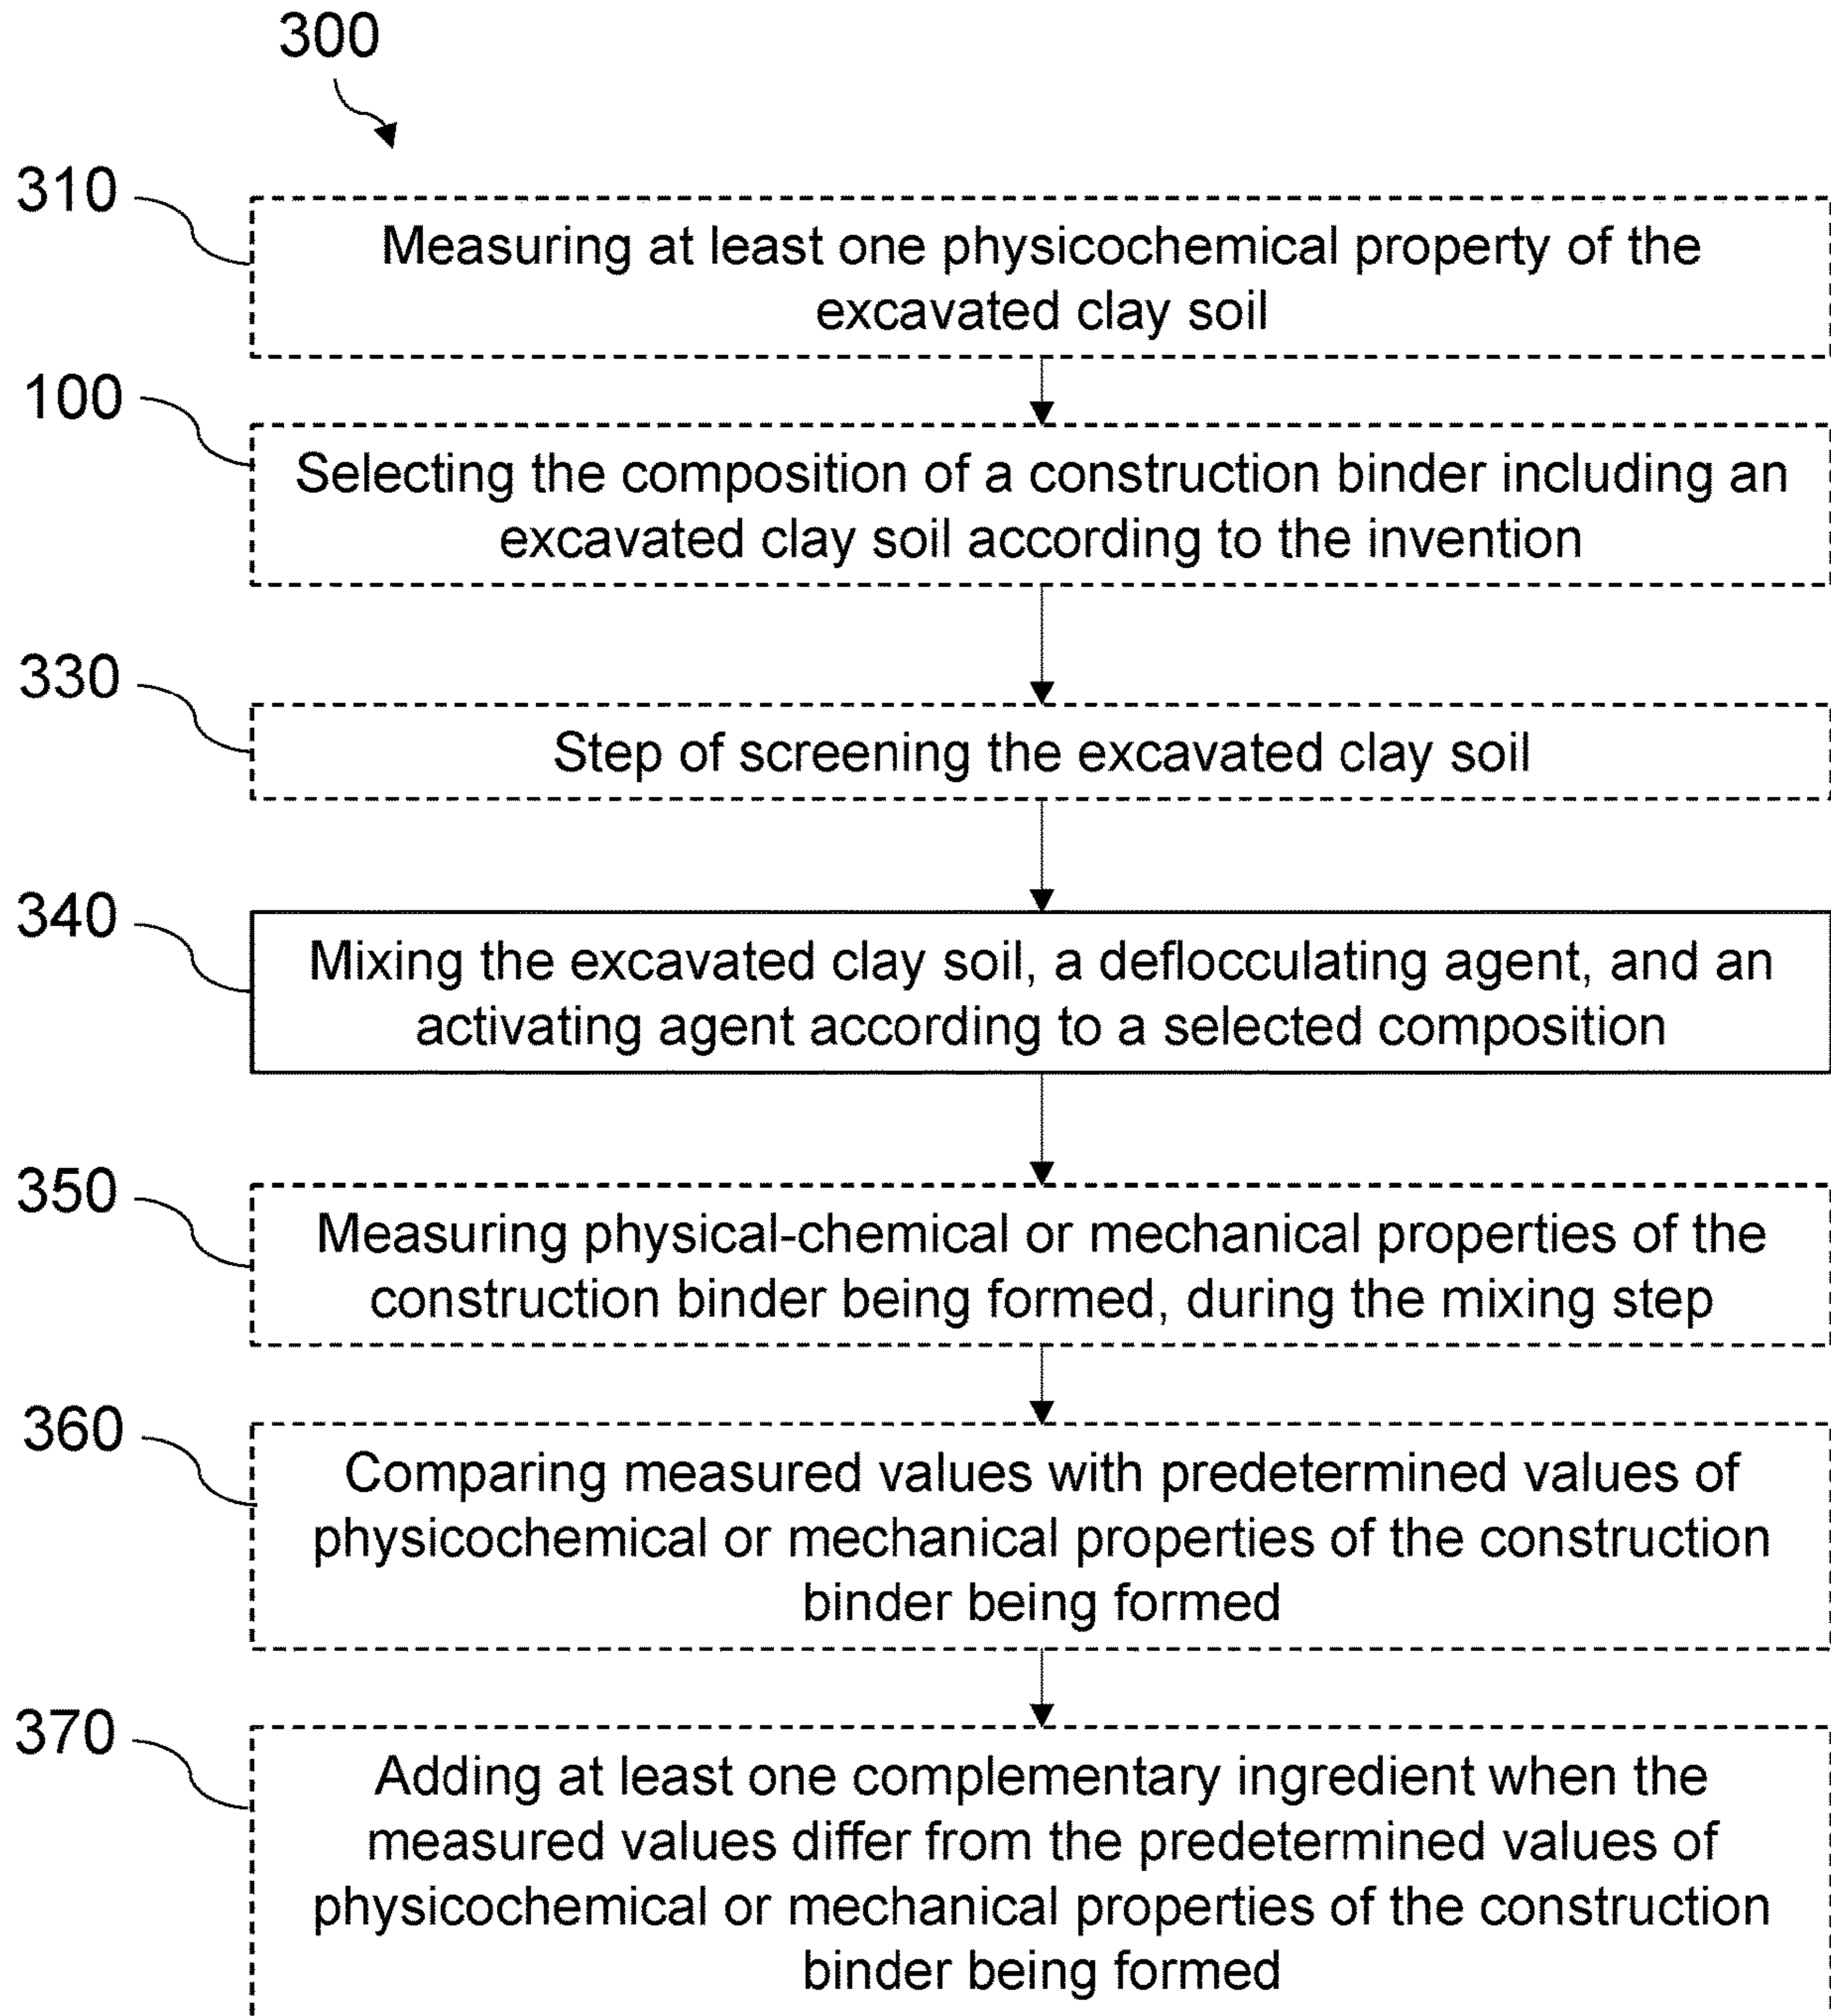 300
310
Measuring at least one physicochemical property of the
excavated clay soil
100
Selecting the composition of a construction binder including an
excavated clay soil according to the invention
330
Step of screening the excavated clay soil
340
Mixing the excavated clay soil, a deflocculating agent, and an
activating agent according to a selected composition
350
Measuring physical-chemical or mechanical properties of the
construction binder being formed, during the mixing step
360
Comparing measured values with predetermined values of
physicochemical or mechanical properties of the construction
binder being formed
370
Adding at least one complementary ingredient when the
measured values differ from the predetermined values of
physicochemical or mechanical properties of the construction
binder being formed